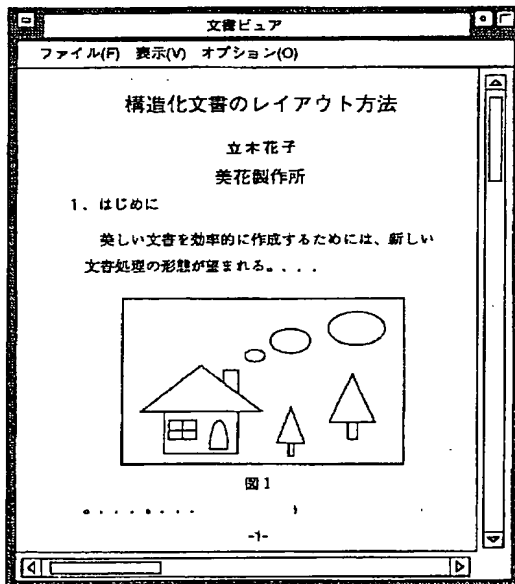 文書ビュア
ファイル(F) 表示(V) オプション(O)
構造化文書のレイアウト方法
立木花子
美花製作所
1、はじめに
美しい文書を効率的に作成するためには、新しい
文書処理の形態が望まれる。．．．
図1
-1-